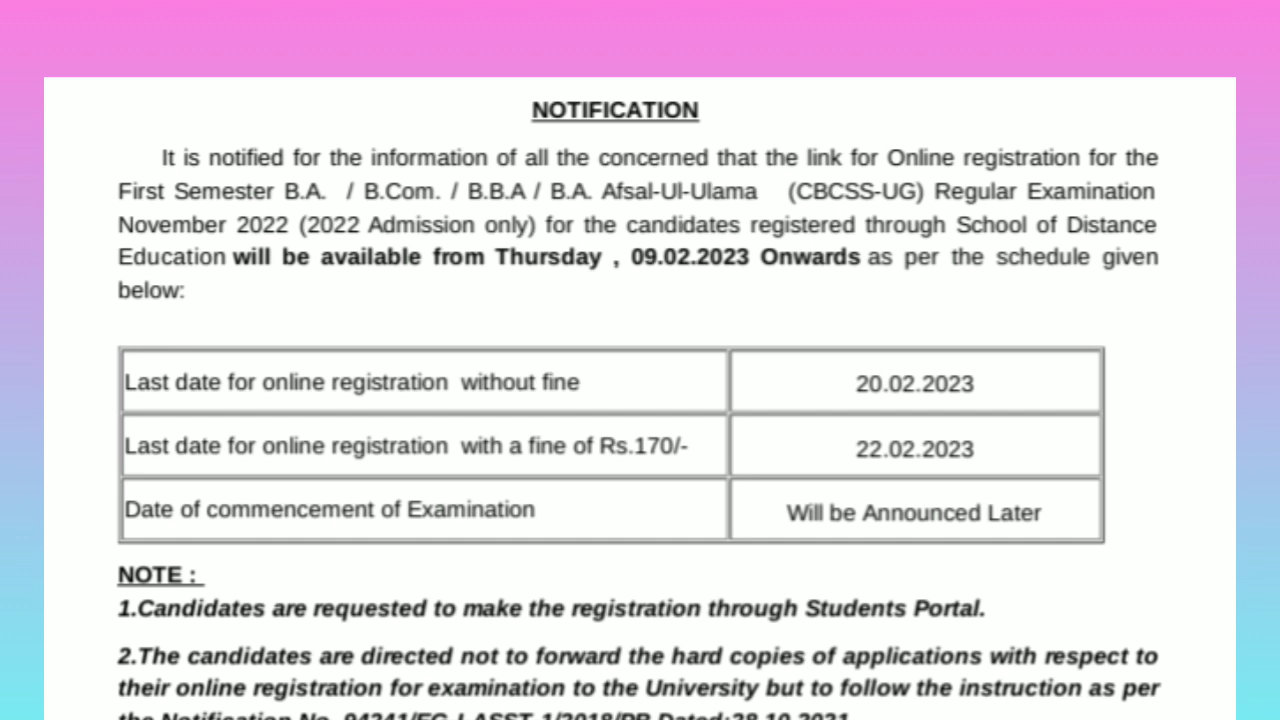 NOTIFICATION
It is notified for the information of all the concerned that the link for Online registration for the
First Semester B.A. / B.Com. / B.B.A / B.A. Afsal-Ul-Ulama (CBCSS-UG) Regular Examination
November 2022 (2022 Admission only) for the candidates registered through School of Distance
Education will be available from Thursday , 09.02.2023 Onwards as per the schedule given
below:
Last date for online registration without fine 20.02.2023
Last date for online registration with a fine of Rs.170/- 22.02.2023
Date of commencement of Examination Will be Announced Later
NOTE :
1.Candidates are requested to make the registration through Students Portal.
2.The candidates are directed not to forward the hard copies of applications with respect to
their online registration for examination to the University but to follow the instruction as per
the Notification No.